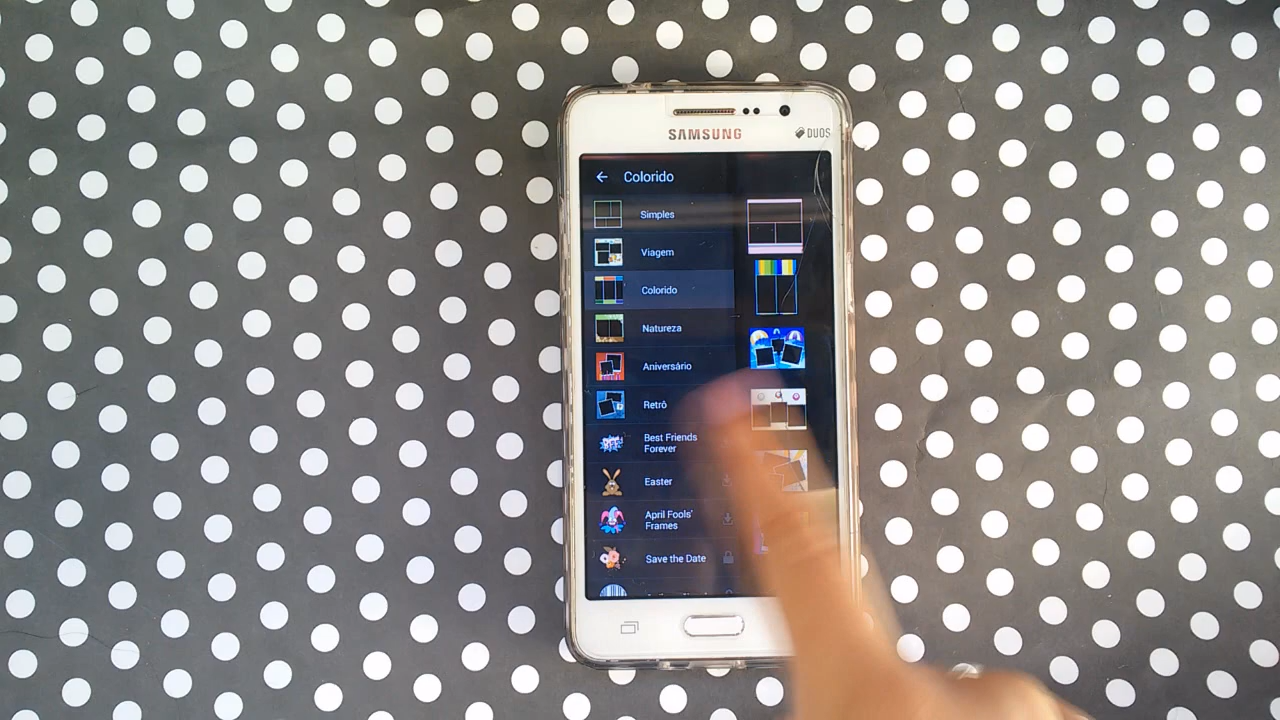 SAMSUNG
DUOS
Colorido
Simples
Viagem
Colorido
Natureza
Aniversário
Retrô
Best Friends
Forever
Easter
April Fools'
Frames
Save the Date